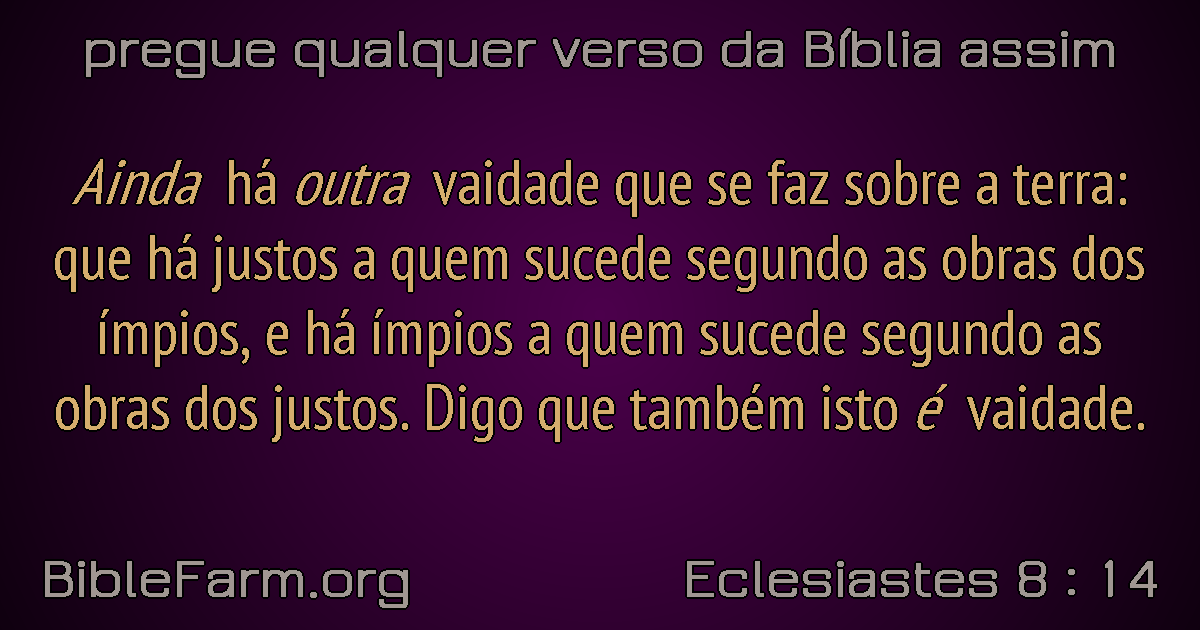 pregue qualquer verso da Bíblia assim
Ainda há outra vaidade que se faz sobre a terra:
que há justos a quem sucede segundo as obras dos
ímpios, e há ímpios a quem sucede segundo as
obras dos justos. Digo que também isto é vaidade.
BibleFarm.org
Eclesiastes 8 : 14